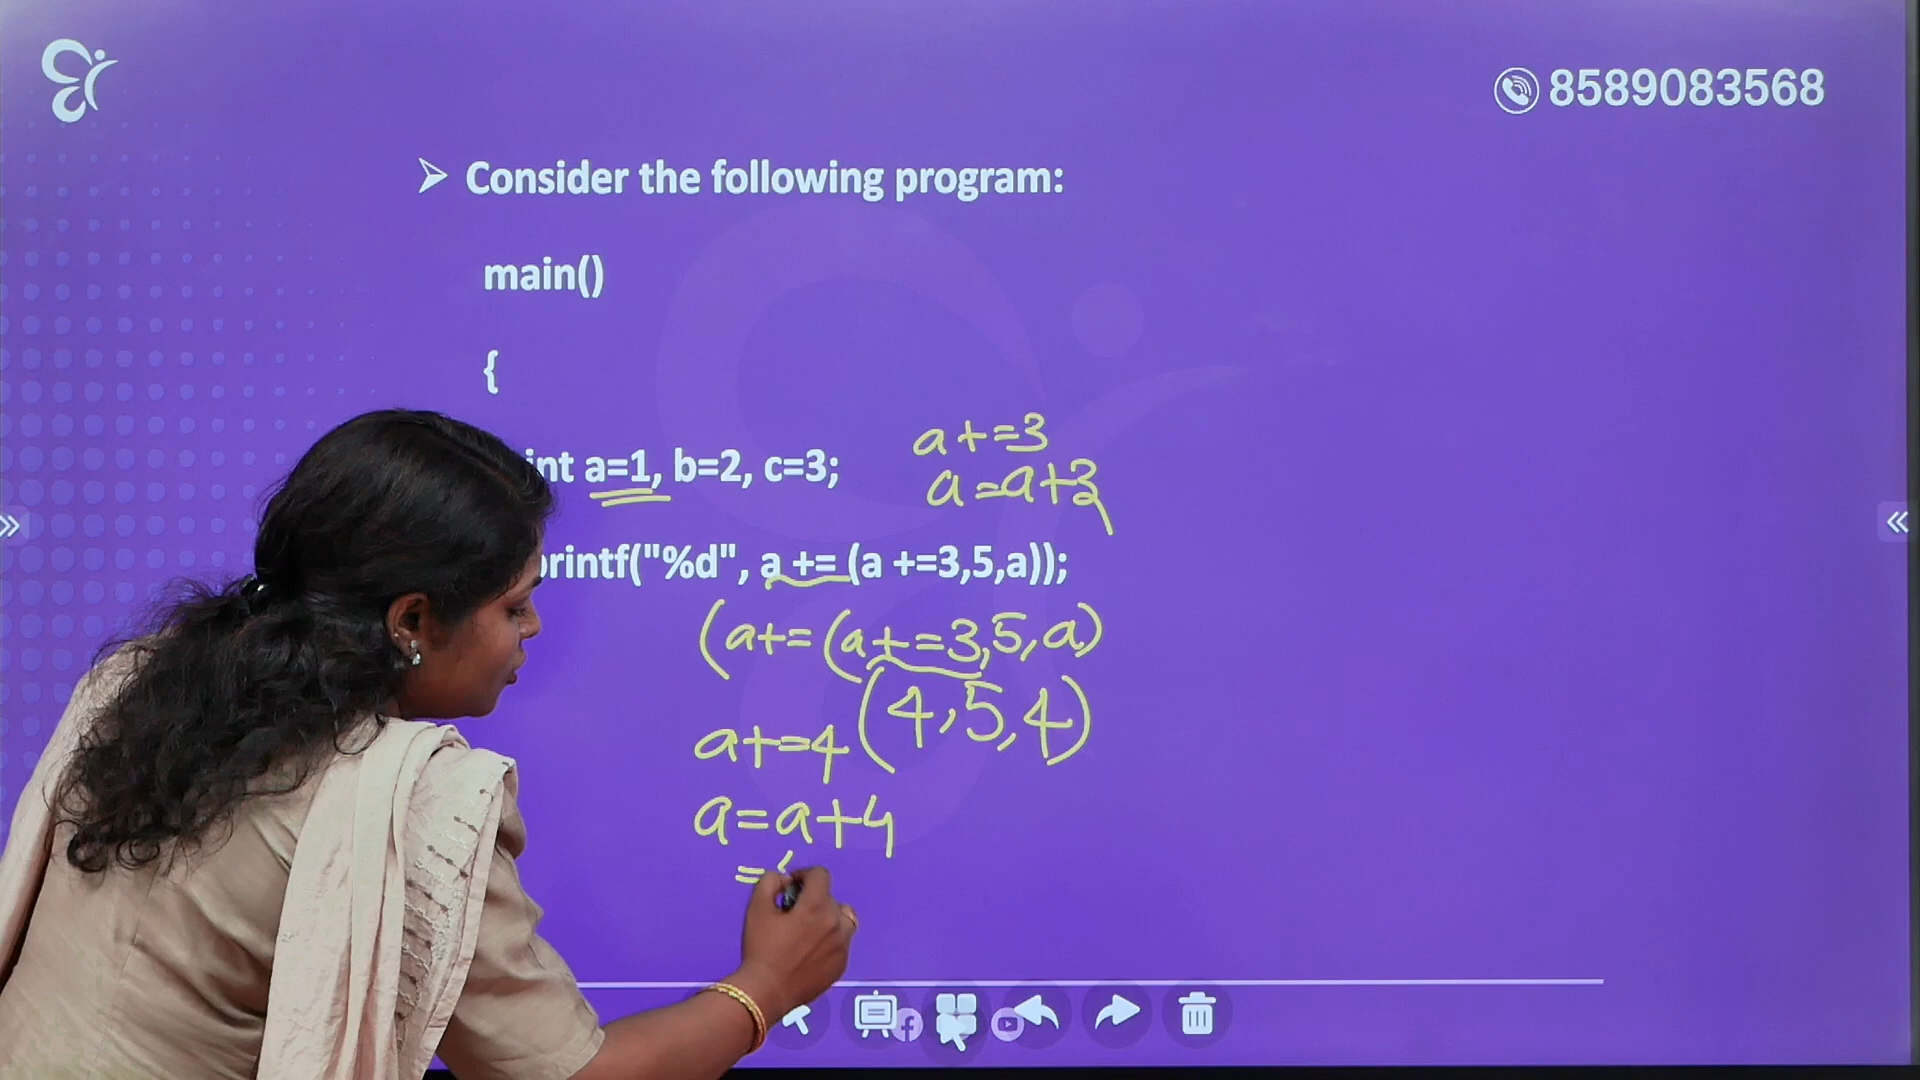 8589083568
➢ Consider the following program:
main()
{
int a=1, b=2, c=3;
a+=3
a=a+3
printf("%d", a += (a +=3,5,a));
(a+=(a+=3,5,a)
(4,5,4)
a+=4
a=a+4
=